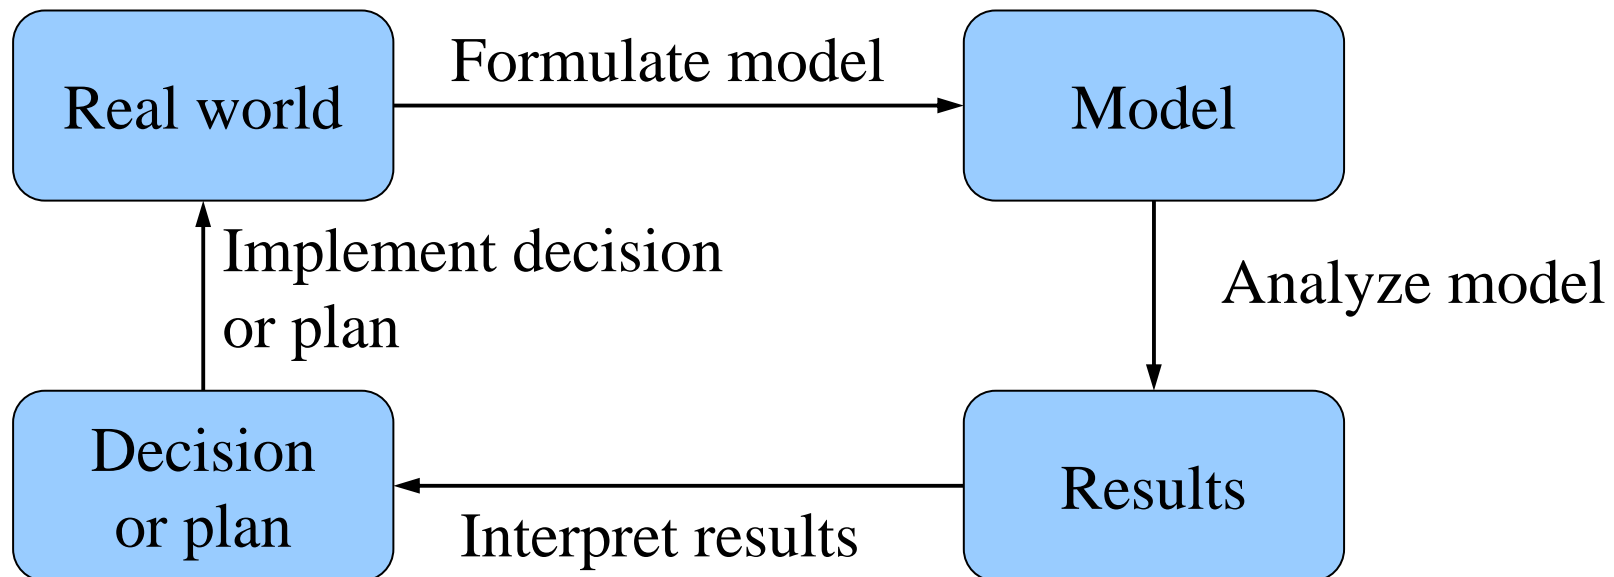 Real world
Formulate model
Model
Implement decision
or plan
Analyze model
Decision
or plan
Interpret results
Results